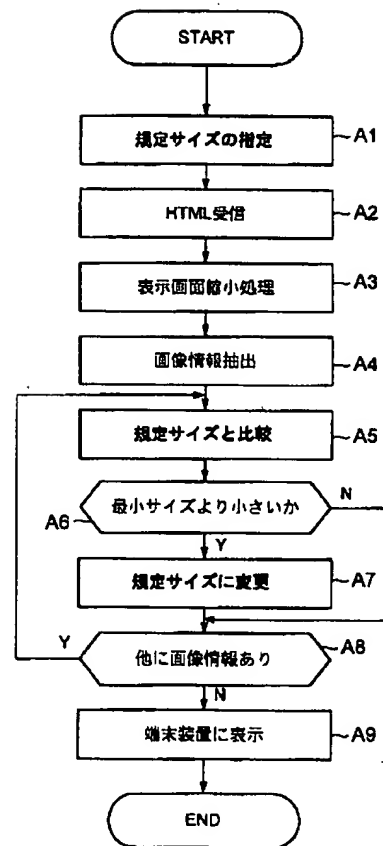 START
規定サイズの指定
A1
HTML受信
A2
表示画面縮小処理
A3
画像情報抽出
A4
規定サイズと比較
A5
最小サイズより小さいか
N
A6
Y
規定サイズに変更
A7
Y
他に画像情報あり
A8
N
端末装置に表示
A9
END